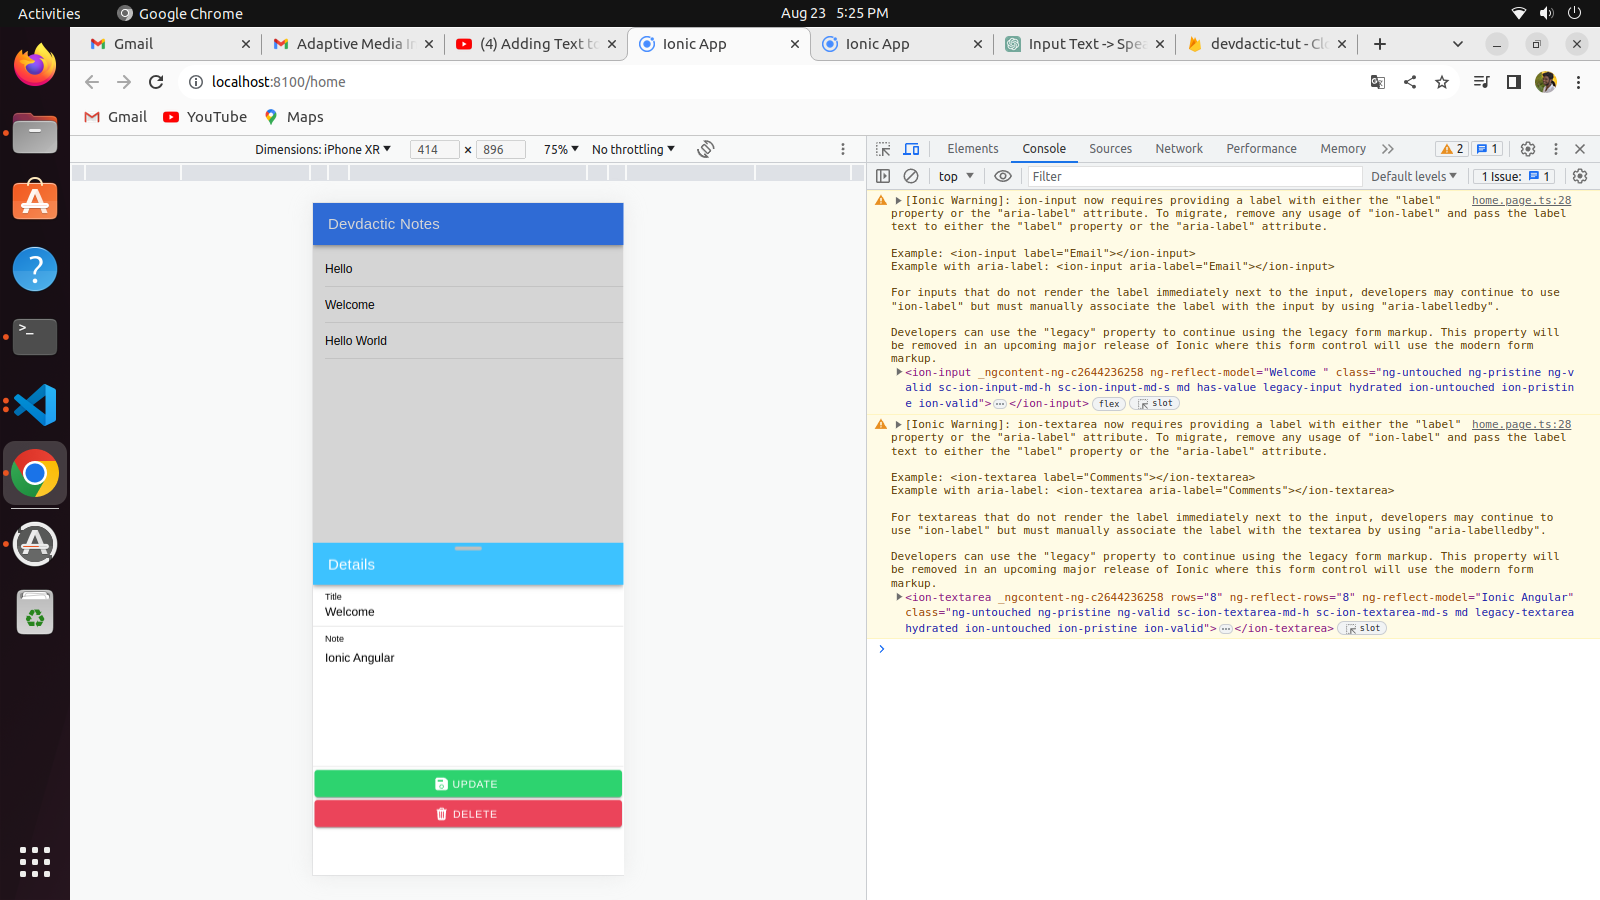 Activities
Google Chrome
Aug 23 5:25 PM
Gmail
Adaptive Media In
(4) Adding Text to
Ionic App
Ionic App
Input Text -> Spea
devdactic-tut - Clo
localhost:8100/home
Gmail
YouTube
Maps
Dimensions: iPhone XR
414 × 896
75%
No throttling
Elements
Console
Sources
Network
Performance
Memory
2
1
top
Filter
Default levels
1 Issue: 1
Devdactic Notes
Hello
Welcome
Hello World
Details
Title
Welcome
Note
Ionic Angular
UPDATE
DELETE
[Ionic Warning]: ion-input now requires providing a label with either the "label" home.page.ts:28
property or the "aria-label" attribute. To migrate, remove any usage of "ion-label" and pass the label
text to either the "label" property or the "aria-label" attribute.
Example: <ion-input label="Email"></ion-input>
Example with aria-label: <ion-input aria-label="Email"></ion-input>
For inputs that do not render the label immediately next to the input, developers may continue to use
"ion-label" but must manually associate the label with the input by using "aria-labelledby".
Developers can use the "legacy" property to continue using the legacy form markup. This property will
be removed in an upcoming major release of Ionic where this form control will use the modern form
markup.
<ion-input _ngcontent-ng-c2644236258 ng-reflect-model="Welcome " class="ng-untouched ng-pristine ng-v
alid sc-ion-input-md-h sc-ion-input-md-s md has-value legacy-input hydrated ion-untouched ion-pristin
e ion-valid">…</ion-input> flex slot
[Ionic Warning]: ion-textarea now requires providing a label with either the "label" home.page.ts:28
property or the "aria-label" attribute. To migrate, remove any usage of "ion-label" and pass the label
text to either the "label" property or the "aria-label" attribute.
Example: <ion-textarea label="Comments"></ion-textarea>
Example with aria-label: <ion-textarea aria-label="Comments"></ion-textarea>
For textareas that do not render the label immediately next to the input, developers may continue to
use "ion-label" but must manually associate the label with the textarea by using "aria-labelledby".
Developers can use the "legacy" property to continue using the legacy form markup. This property will
be removed in an upcoming major release of Ionic where this form control will use the modern form
markup.
<ion-textarea _ngcontent-ng-c2644236258 rows="8" ng-reflect-rows="8" ng-reflect-model="Ionic Angular"
class="ng-untouched ng-pristine ng-valid sc-ion-textarea-md-h sc-ion-textarea-md-s md legacy-textarea
hydrated ion-untouched ion-pristine ion-valid">…</ion-textarea> slot